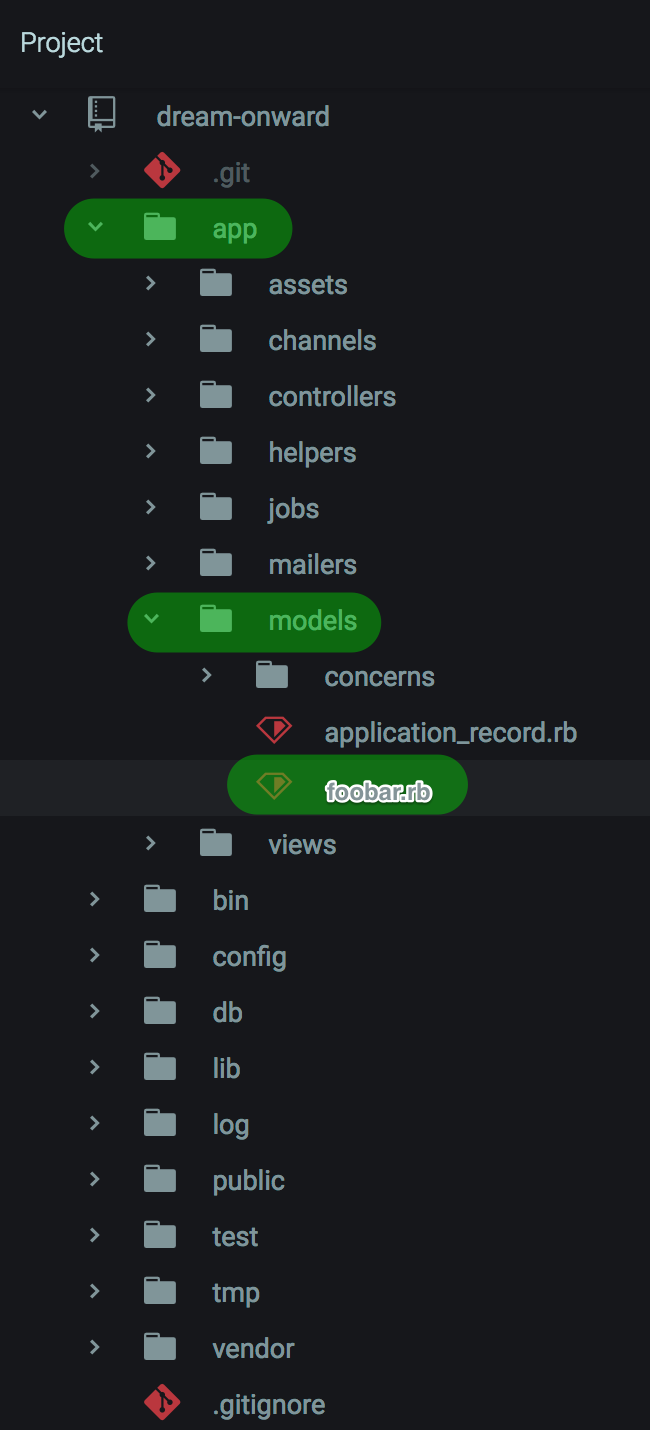 Project
dream-onward
.git
app
assets
channels
controllers
helpers
jobs
mailers
models
concerns
application_record.rb
foobar.rb
views
bin
config
db
lib
log
public
test
tmp
vendor
.gitignore